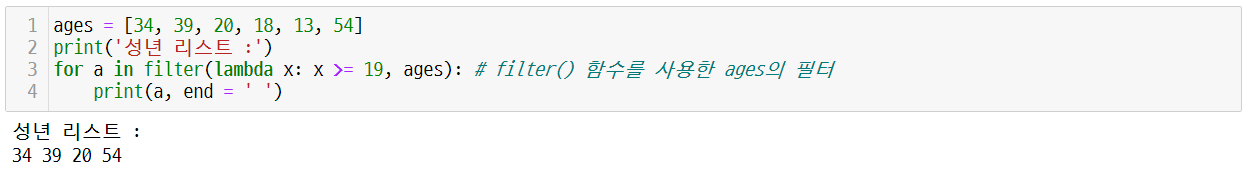 1 ages = [34, 39, 20, 18, 13, 54]
2 print('성년 리스트 :')
3 for a in filter(lambda x: x >= 19, ages): # filter() 함수를 사용한 ages의 필터
4     print(a, end = ' ')
성년 리스트 :
34 39 20 54